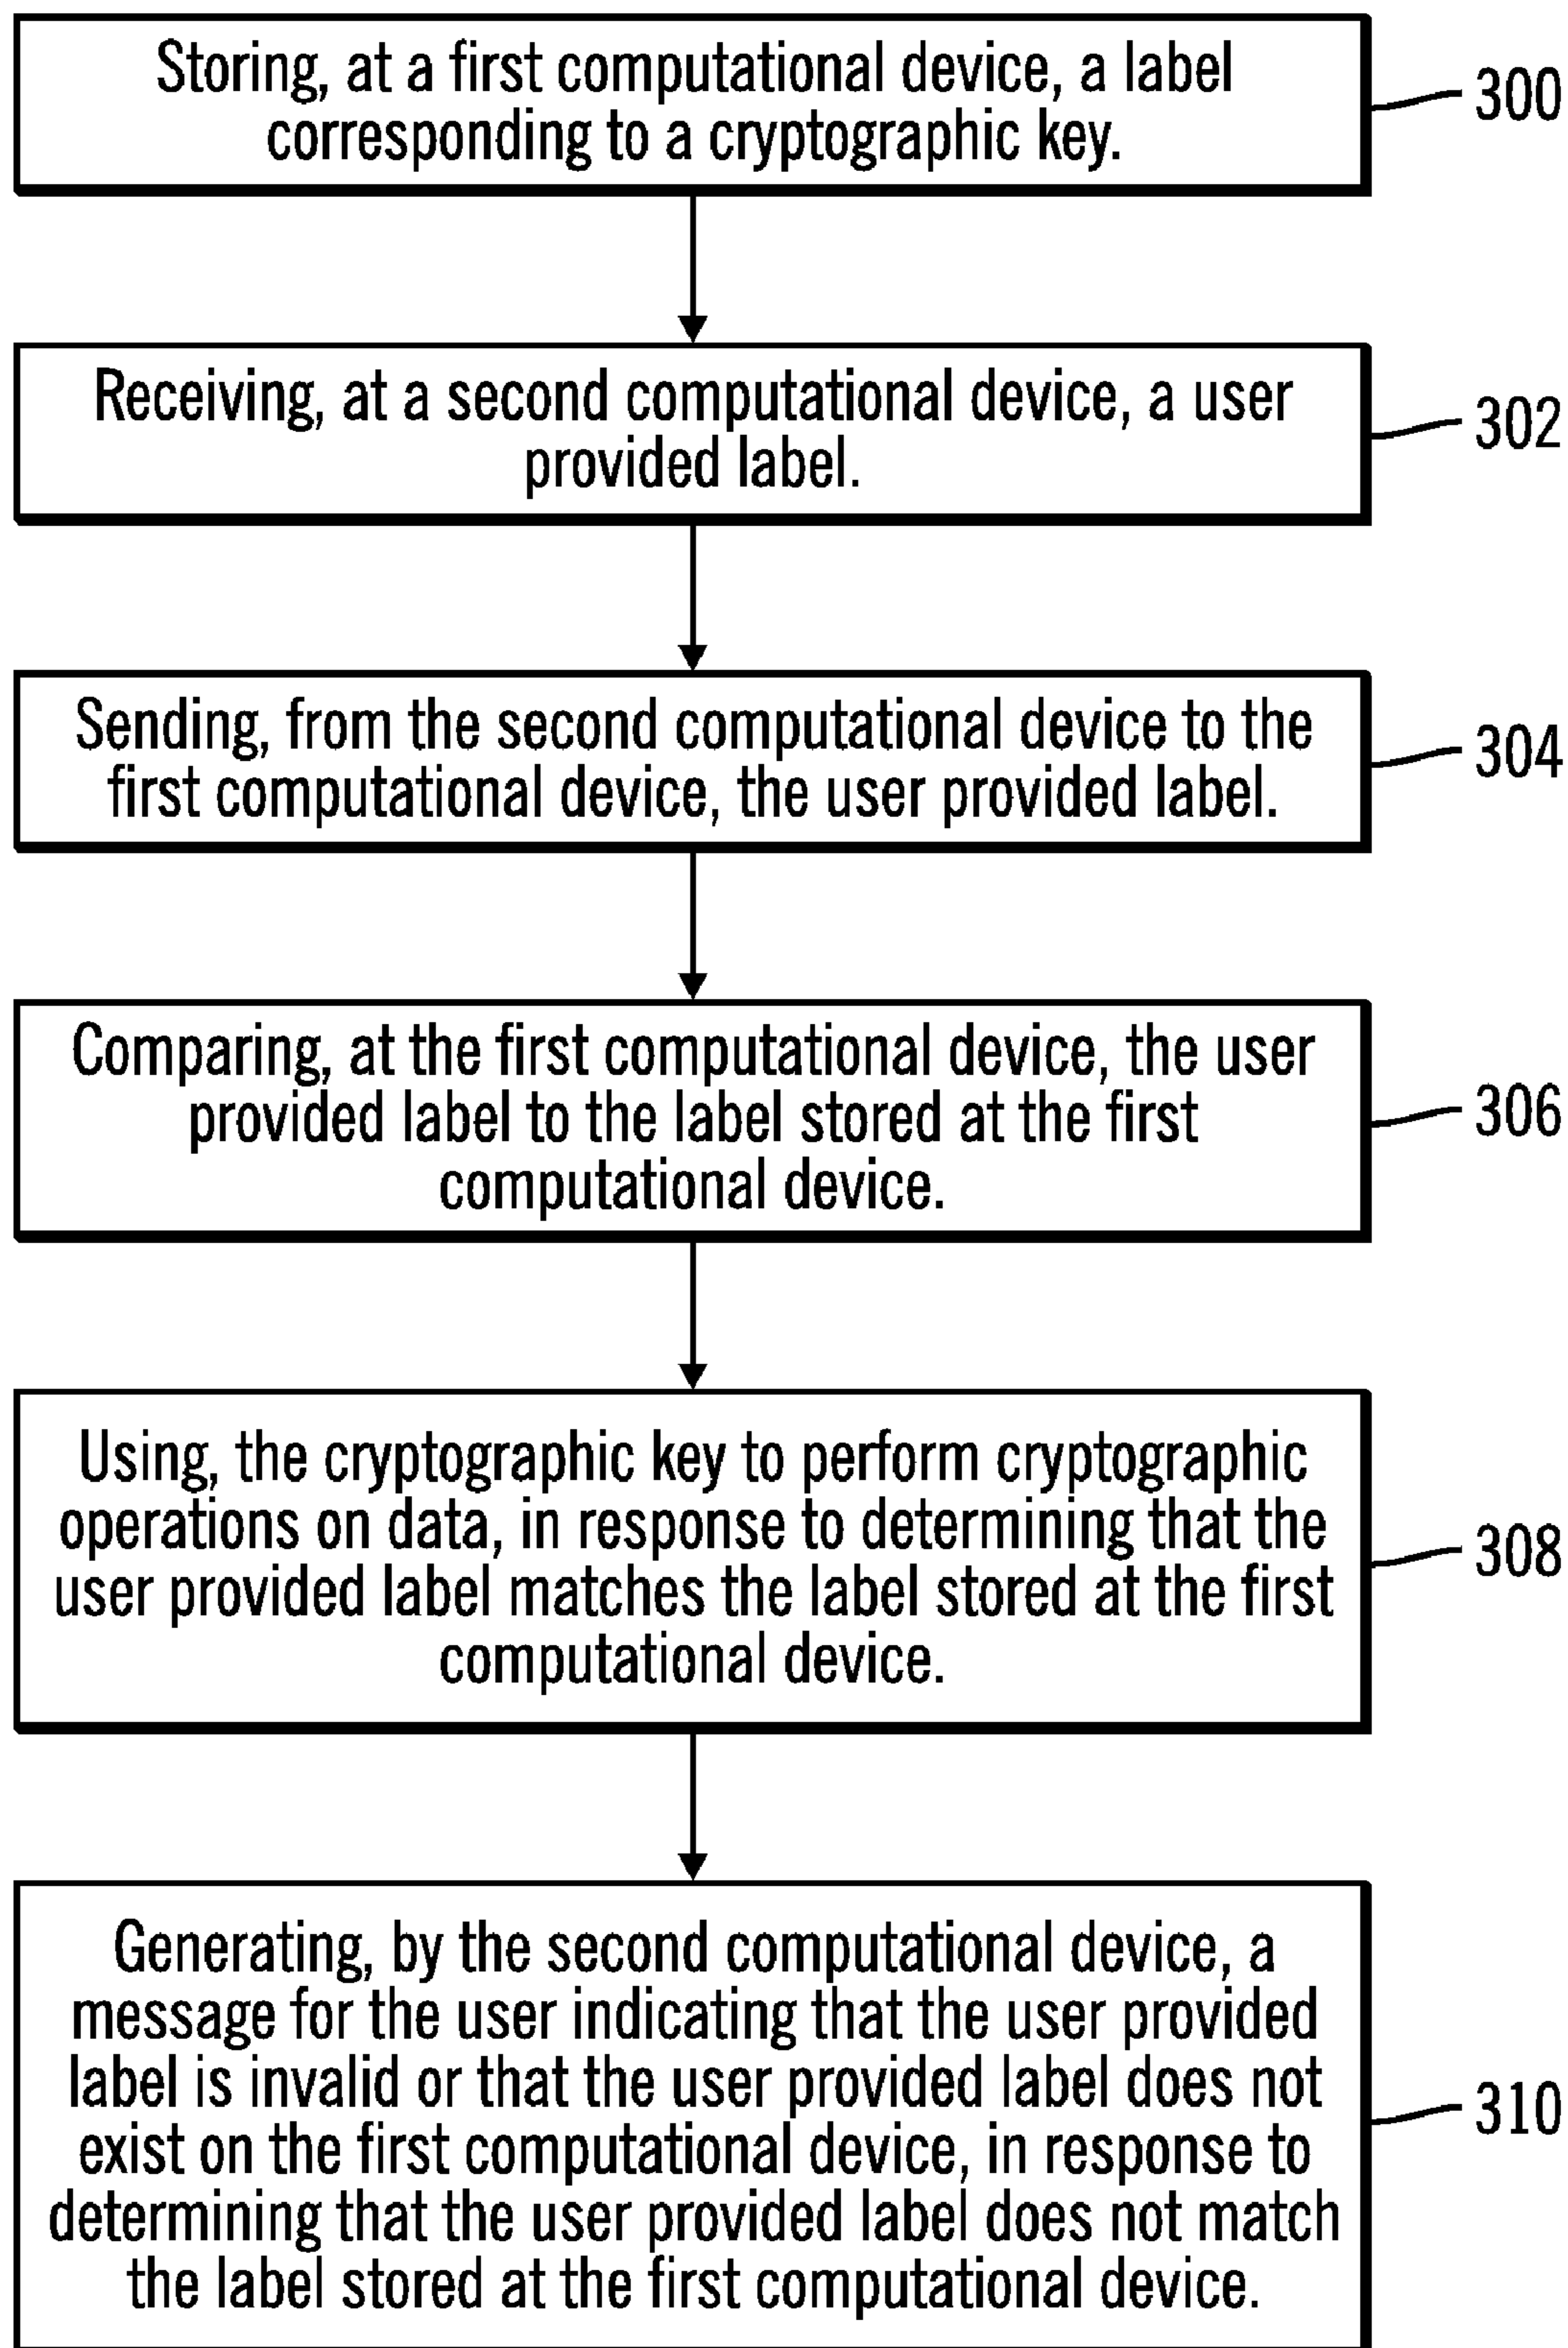 Storing, at a first computational device, a label
corresponding to a cryptographic key.
300
Receiving, at a second computational device, a user
provided label.
302
Sending, from the second computational device to the
first computational device, the user provided label.
304
Comparing, at the first computational device, the user
provided label to the label stored at the first
computational device.
306
Using, the cryptographic key to perform cryptographic
operations on data, in response to determining that the
user provided label matches the label stored at the first
computational device.
308
Generating, by the second computational device, a
message for the user indicating that the user provided
label is invalid or that the user provided label does not
exist on the first computational device, in response to
determining that the user provided label does not match
the label stored at the first computational device.
310